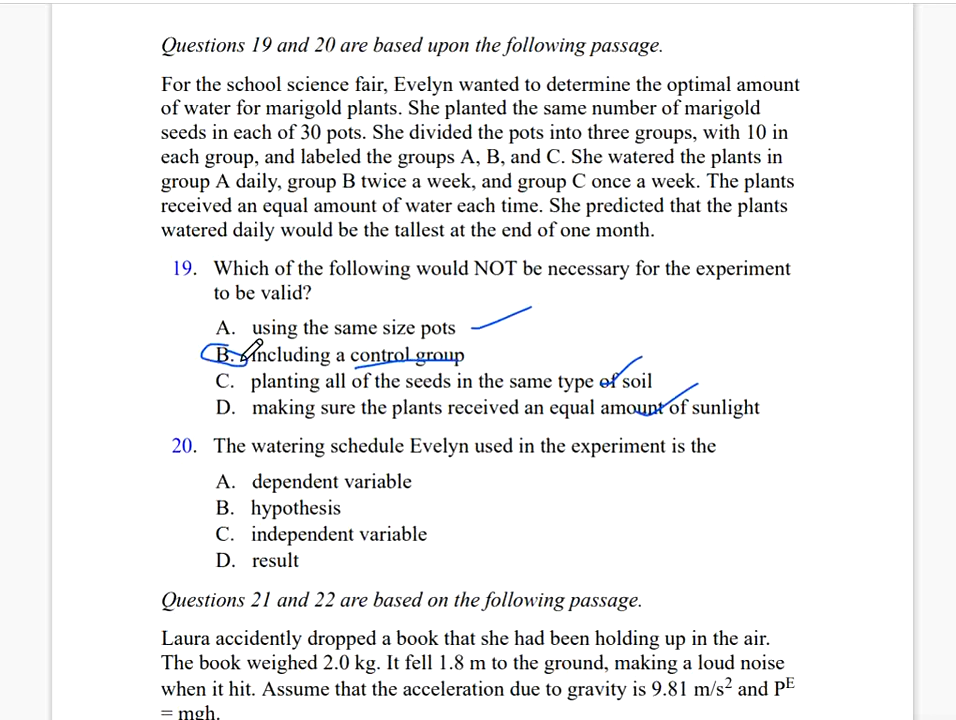 Questions 19 and 20 are based upon the following passage.
For the school science fair, Evelyn wanted to determine the optimal amount
of water for marigold plants. She planted the same number of marigold
seeds in each of 30 pots. She divided the pots into three groups, with 10 in
each group, and labeled the groups A, B, and C. She watered the plants in
group A daily, group B twice a week, and group C once a week. The plants
received an equal amount of water each time. She predicted that the plants
watered daily would be the tallest at the end of one month.
19. Which of the following would NOT be necessary for the experiment
to be valid?
A. using the same size pots
B. including a control group
C. planting all of the seeds in the same type of soil
D. making sure the plants received an equal amount of sunlight
20. The watering schedule Evelyn used in the experiment is the
A. dependent variable
B. hypothesis
C. independent variable
D. result
Questions 21 and 22 are based on the following passage.
Laura accidently dropped a book that she had been holding up in the air.
The book weighed 2.0 kg. It fell 1.8 m to the ground, making a loud noise
when it hit. Assume that the acceleration due to gravity is 9.81 m/s² and Pᴱ
= mgh.